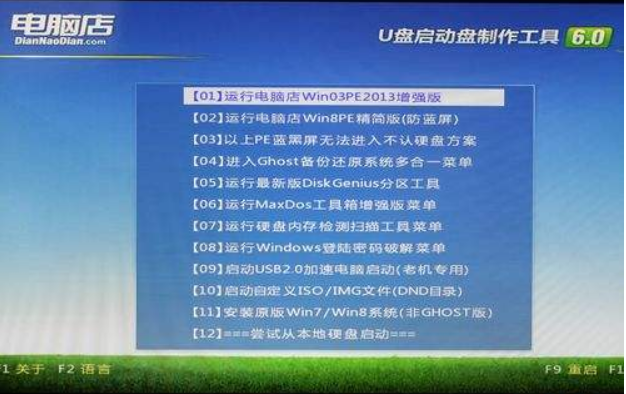 电脑店
DianNaoDian.com
U盘启动盘制作工具 6.0
【01】运行电脑店Win03PE2013增强版
【02】运行电脑店Win8PE精简版(防蓝屏)
【03】以上PE蓝黑屏无法进入不认硬盘方案
【04】进入Ghost备份还原系统多合一菜单
【05】运行最新版DiskGenius分区工具
【06】运行MaxDos工具箱增强版菜单
【07】运行硬盘内存检测扫描工具菜单
【08】运行Windows登陆密码破解菜单
【09】启动USB2.0加速电脑启动(老机专用)
【10】启动自定义ISO/IMG文件(DND目录)
【11】安装原版Win7/Win8系统(非GHOST版)
【12】===尝试从本地硬盘启动===
1 关于 F2 语言 F9 重启 F1